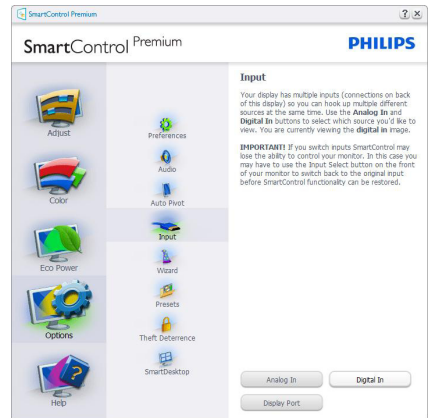 SmartControl Premium
SmartControl Premium
PHILIPS
Adjust
Color
Eco Power
Options
Help
Preferences
Audio
Auto Pivot
Input
Wizard
Presets
Theft Deterrence
SmartDesktop
Input
Your display has multiple inputs (connections on back
of this display) so you can hook up multiple different
sources at the same time. Use the Analog In and
Digital In buttons to select which source you'd like to
view. You are currently viewing the digital in image.
IMPORTANT! If you switch inputs SmartControl may
lose the ability to control your monitor. In this case you
may have to use the Input Select button on the front
of your monitor to switch back to the original input
before SmartControl functionality can be restored.
Analog In
Digital In
Display Port